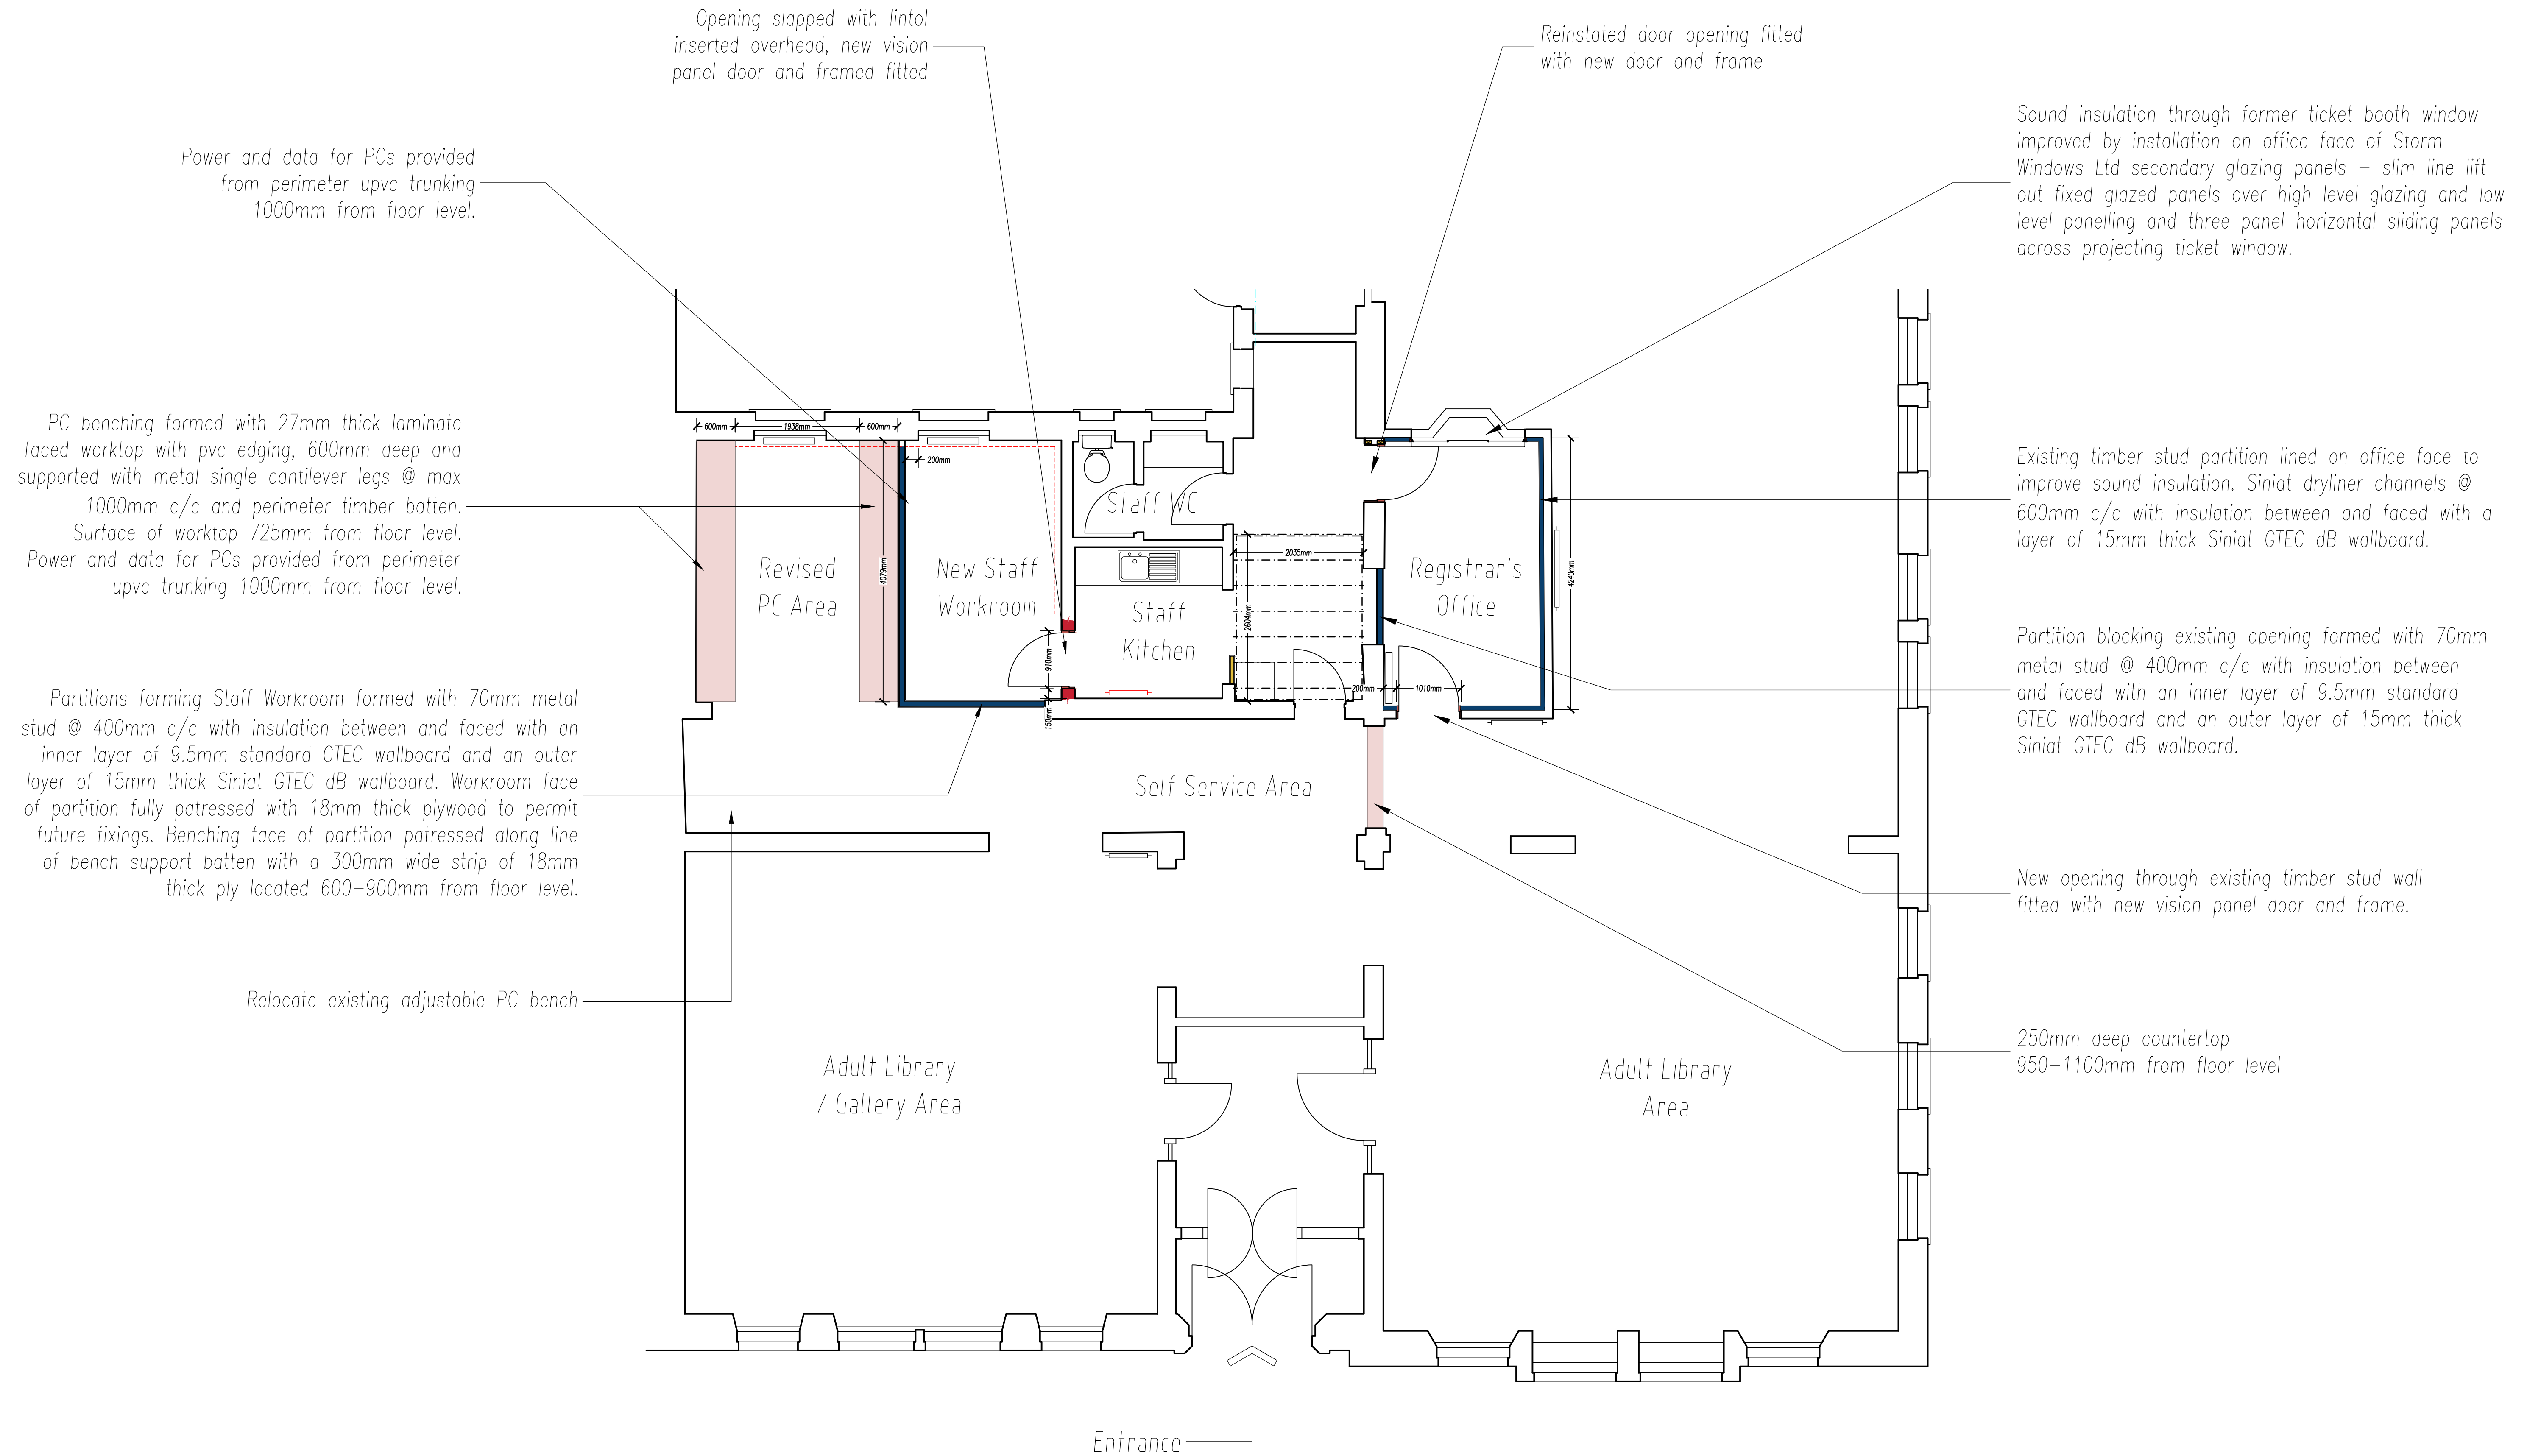 Opening slapped with lintol
inserted overhead, new vision
panel door and framed fitted
Reinstated door opening fitted
with new door and frame
Power and data for PCs provided
from perimeter upvc trunking
1000mm from floor level.
Sound insulation through former ticket booth window
improved by installation on office face of Storm
Windows Ltd secondary glazing panels - slim line lift
out fixed glazed panels over high level glazing and low
level panelling and three panel horizontal sliding panels
across projecting ticket window.
PC benching formed with 27mm thick laminate
faced worktop with pvc edging, 600mm deep and
supported with metal single cantilever legs @ max
1000mm c/c and perimeter timber batten.
Surface of worktop 725mm from floor level.
Power and data for PCs provided from perimeter
upvc trunking 1000mm from floor level.
600mm
1938mm
600mm
200mm
4079mm
Revised
PC Area
New Staff
Workroom
Staff WC
Staff
Kitchen
910mm
150mm
2035mm
2604mm
Registrar's
Office
4240mm
200mm
1010mm
Existing timber stud partition lined on office face to
improve sound insulation. Siniat dryliner channels @
600mm c/c with insulation between and faced with a
layer of 15mm thick Siniat GTEC dB wallboard.
Partition blocking existing opening formed with 70mm
metal stud @ 400mm c/c with insulation between
and faced with an inner layer of 9.5mm standard
GTEC wallboard and an outer layer of 15mm thick
Siniat GTEC dB wallboard.
Partitions forming Staff Workroom formed with 70mm metal
stud @ 400mm c/c with insulation between and faced with an
inner layer of 9.5mm standard GTEC wallboard and an outer
layer of 15mm thick Siniat GTEC dB wallboard. Workroom face
of partition fully patressed with 18mm thick plywood to permit
future fixings. Benching face of partition patressed along line
of bench support batten with a 300mm wide strip of 18mm
thick ply located 600-900mm from floor level.
Self Service Area
New opening through existing timber stud wall
fitted with new vision panel door and frame.
Relocate existing adjustable PC bench
250mm deep countertop
950-1100mm from floor level
Adult Library
/ Gallery Area
Adult Library
Area
Entrance